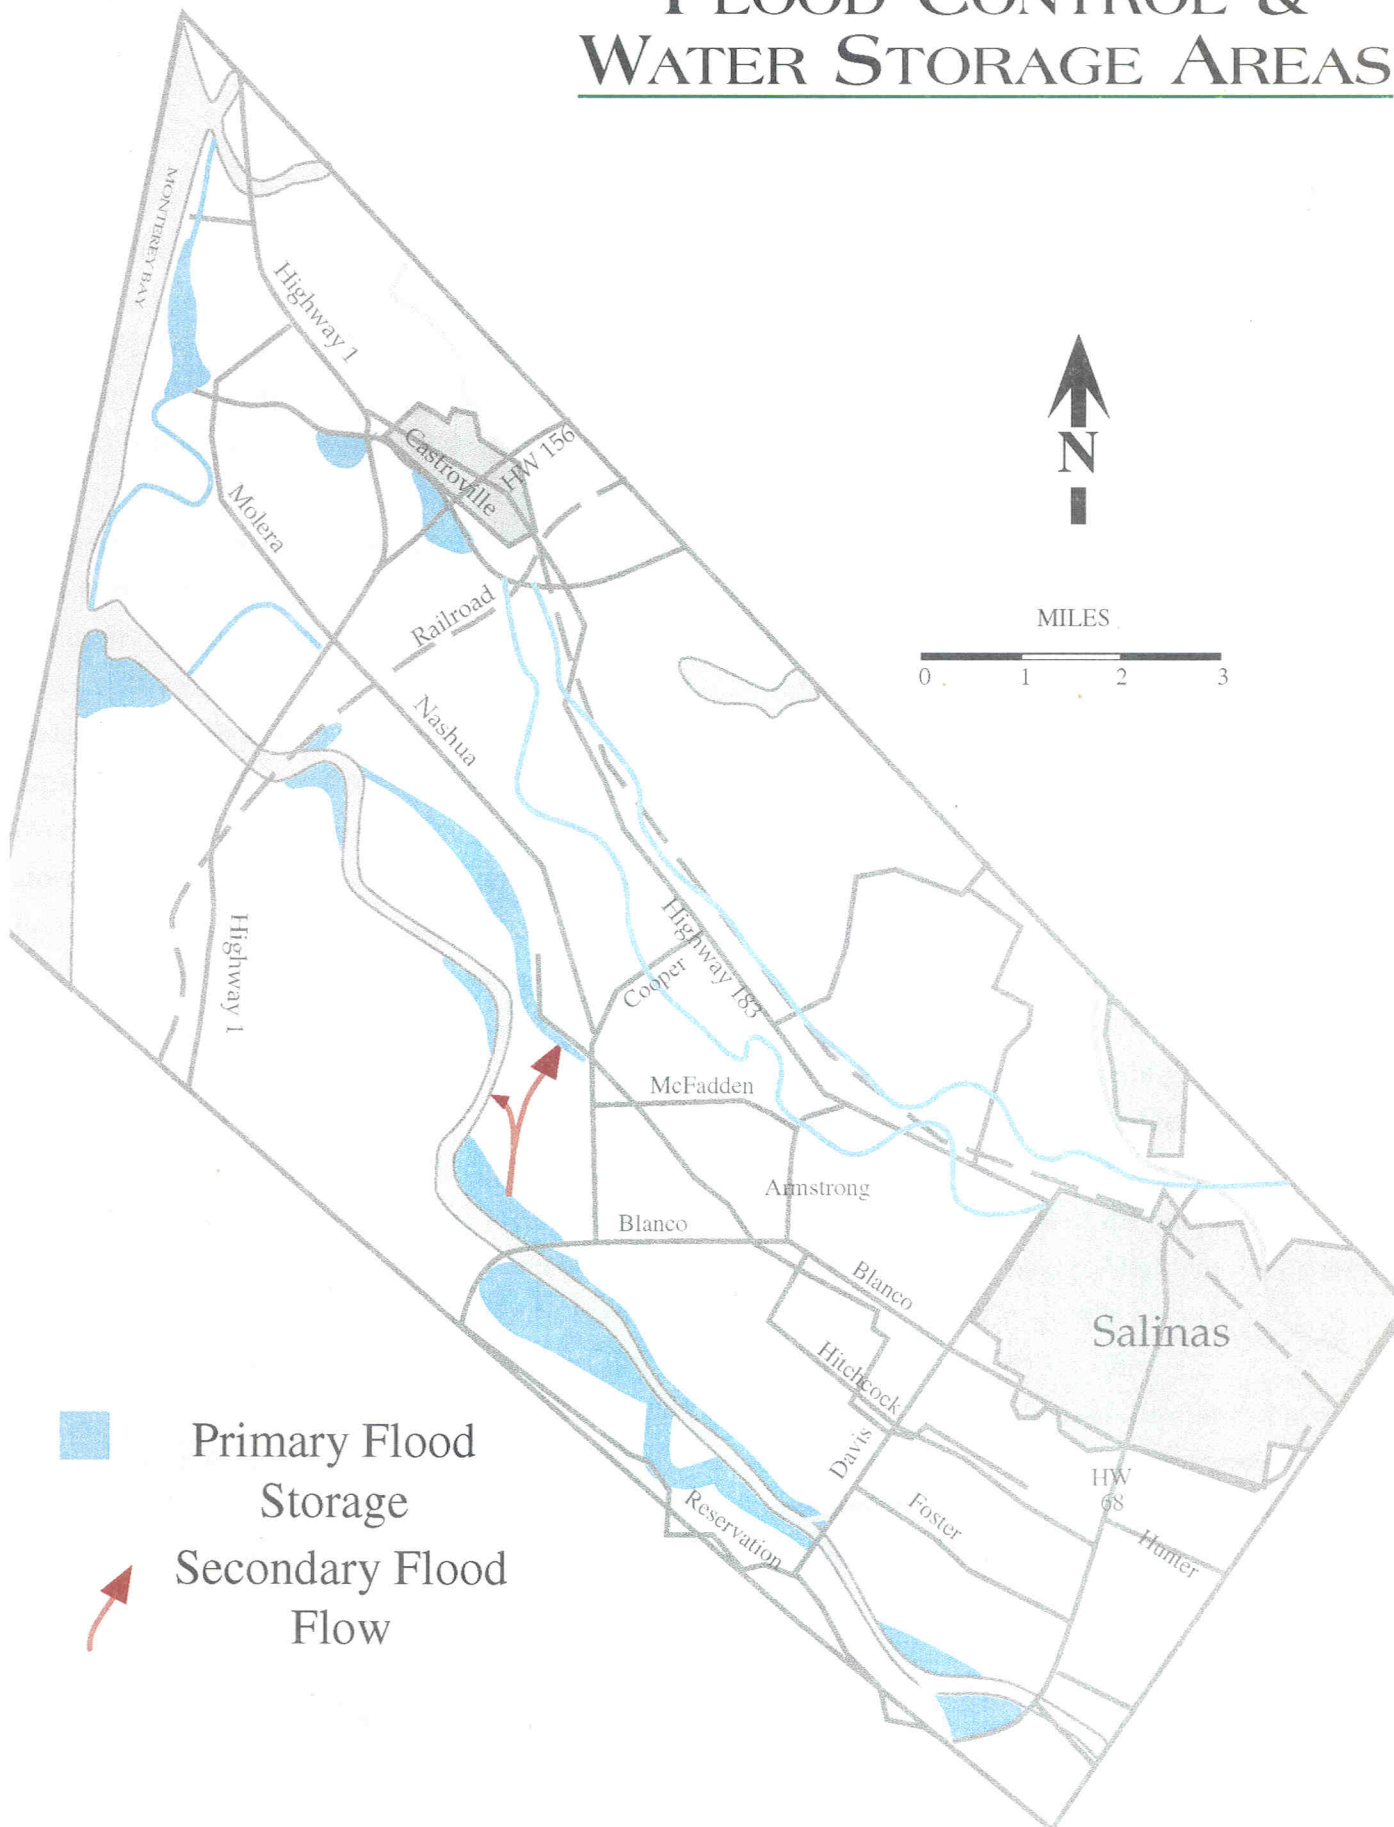 FLOOD CONTROL &
WATER STORAGE AREAS
MONTEREY BAY
Highway 1
Castroville
HW 156
Molera
Railroad
Nashua
N
MILES
0 1 2 3
Highway 1
Highway 183
Cooper
McFadden
Armstrong
Blanco
Blanco
Salinas
Hitchcock
Davis
HW
68
Foster
Hunter
Reservation
Primary Flood
Storage
Secondary Flood
Flow